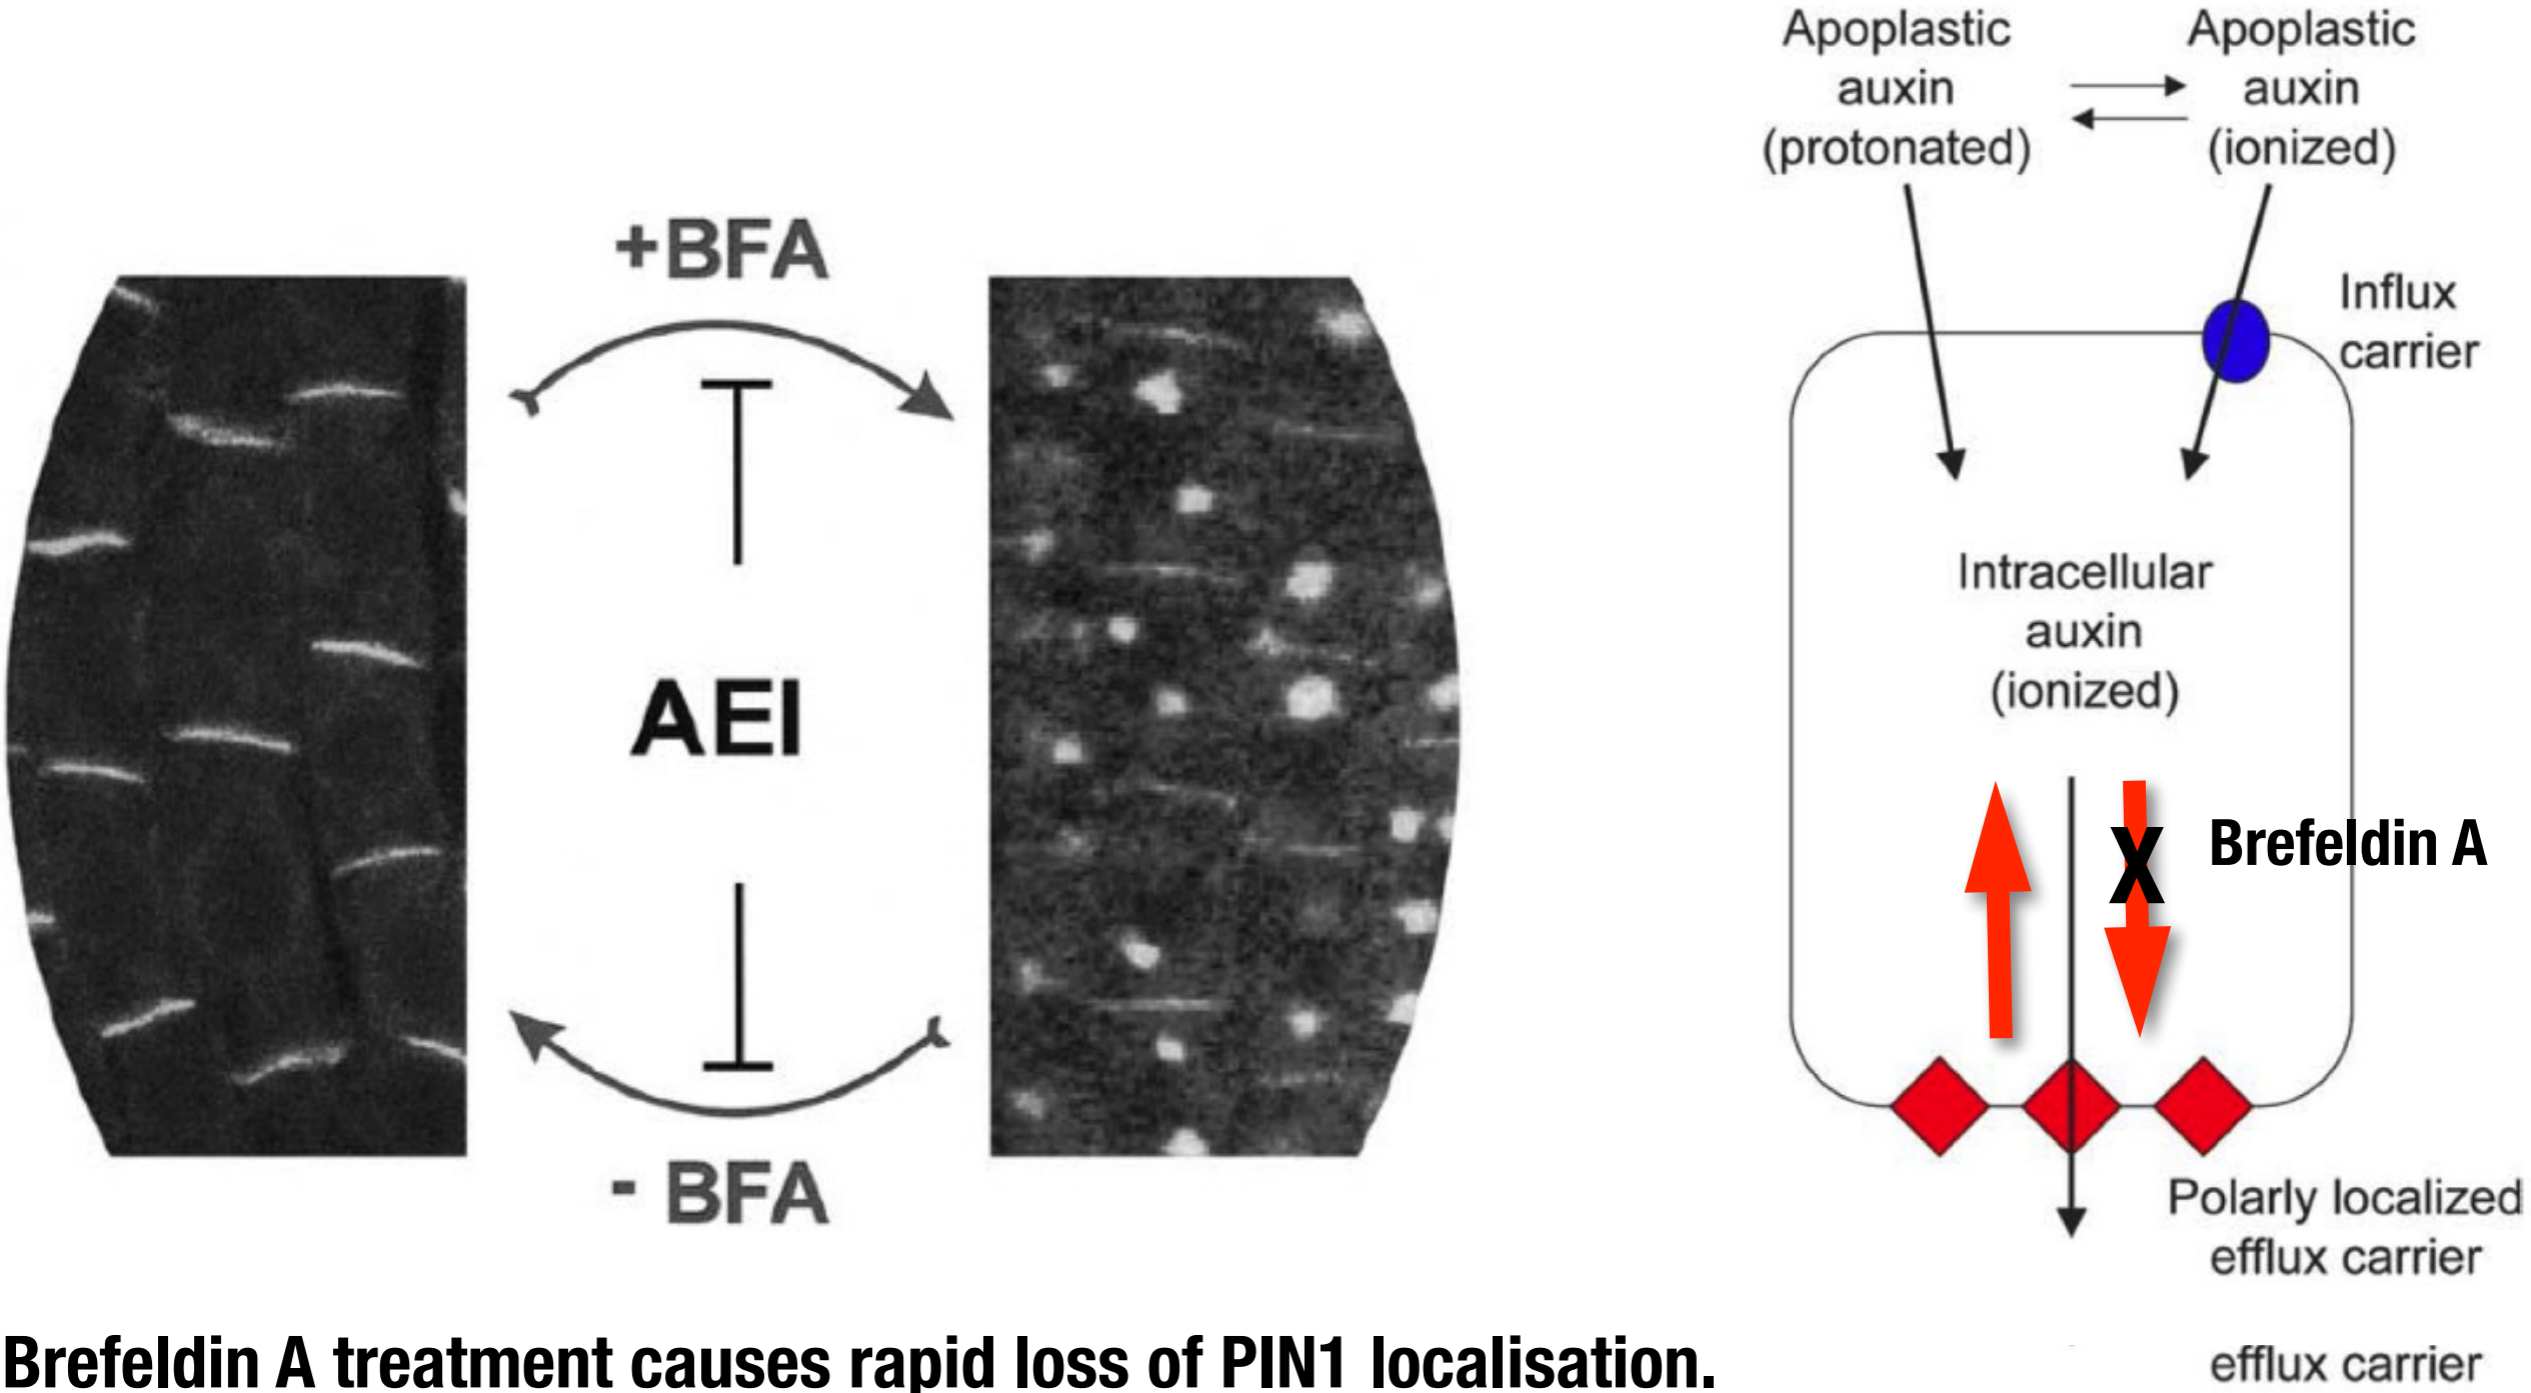 +BFA
AEI
- BFA
Brefeldin A treatment causes rapid loss of PIN1 localisation.
Apoplastic
auxin
(protonated)
Apoplastic
auxin
(ionized)
Influx
carrier
Intracellular
auxin
(ionized)
X
Brefeldin A
Polarly localized
efflux carrier
efflux carrier